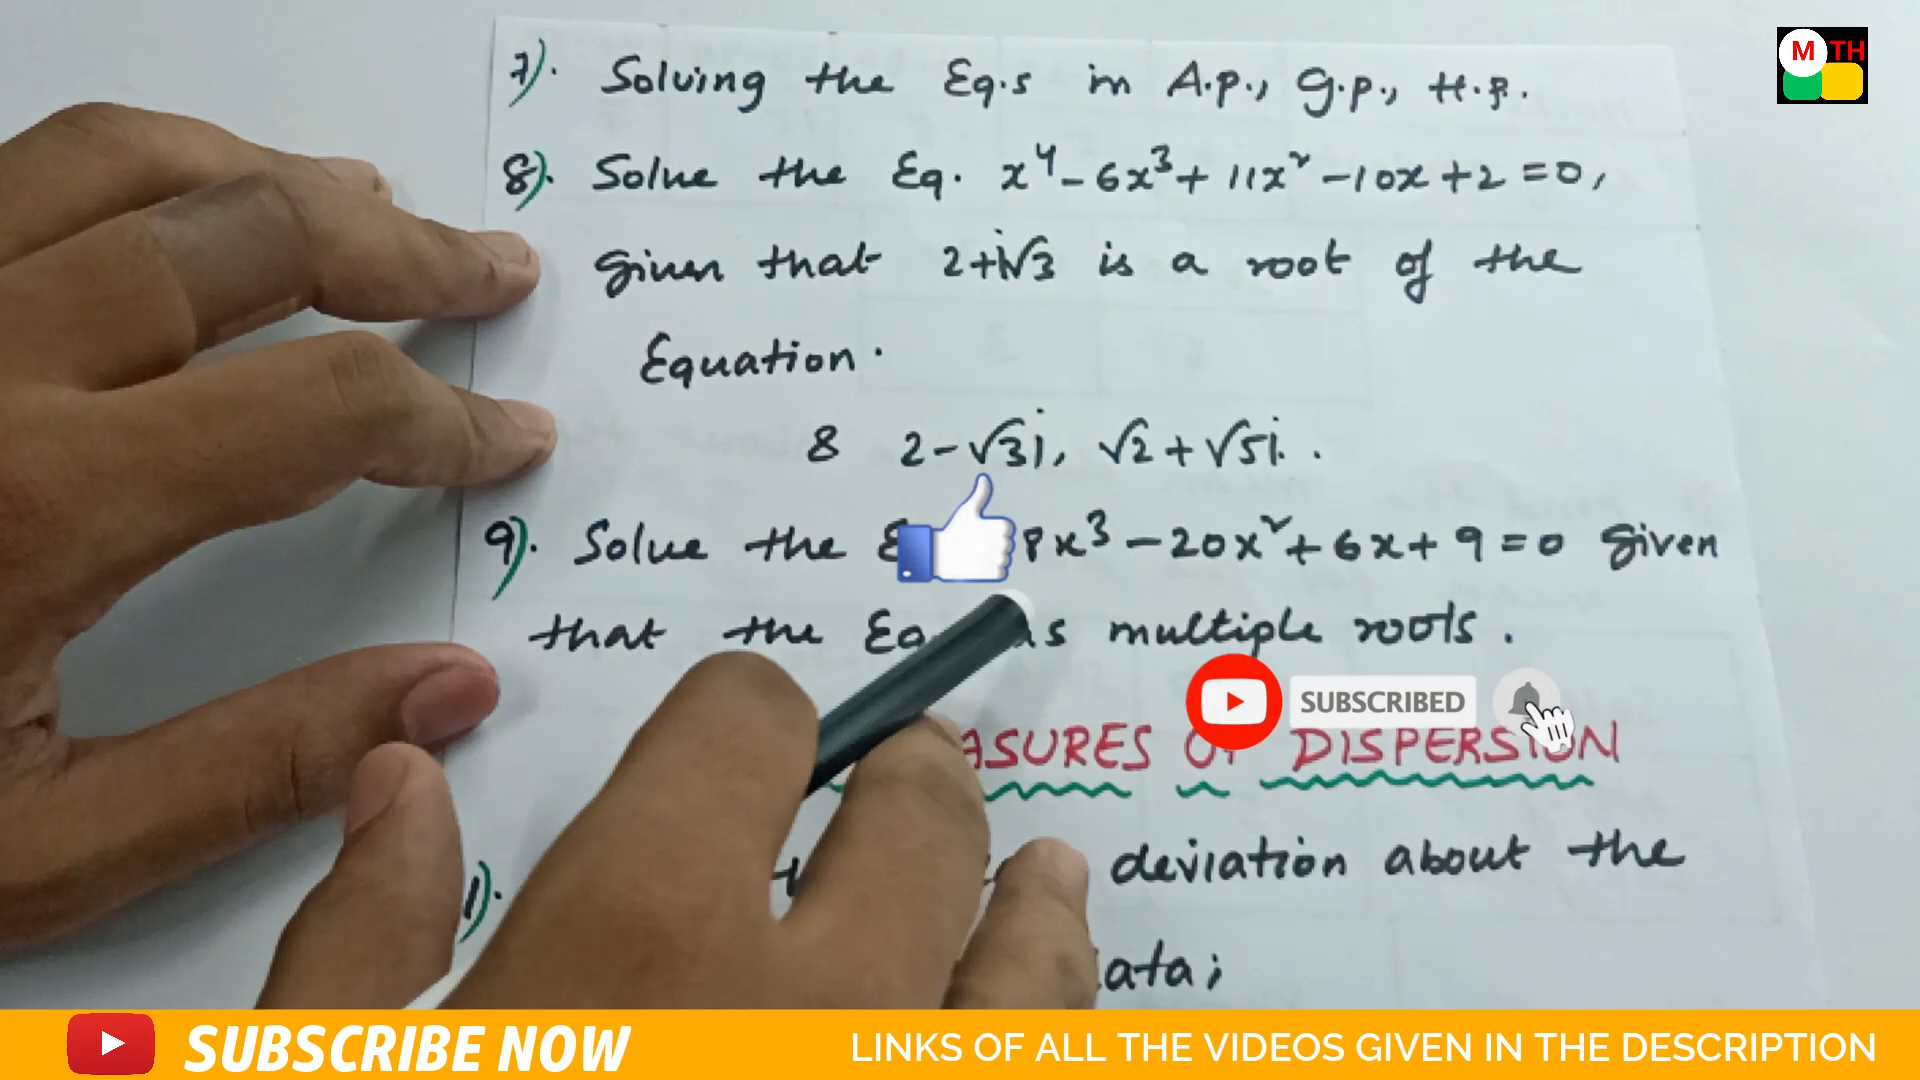 M TH
7). Solving the Eq.s in A.P., G.P., H.P.
8). Solve the Eq. x⁴-6x³+11x²-10x+2=0,
given that 2+i√3 is a root of the
Equation.
8 2-√3i, √2+√5i.
9). Solve the 8x³-20x²+6x+9=0 given
that the multiple roots.
SUBSCRIBED
OF DISPERSION
1). deviation about the
SUBSCRIBE NOW
LINKS OF ALL THE VIDEOS GIVEN IN THE DESCRIPTION